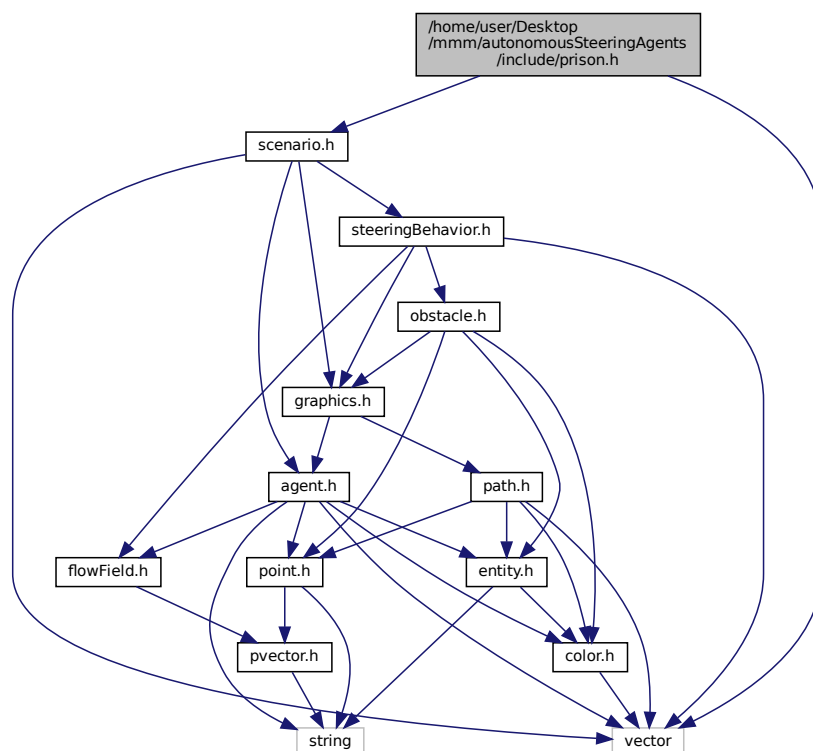 /home/user/Desktop
/mmm/autonomousSteeringAgents
/include/prison.h
scenario.h
steeringBehavior.h
obstacle.h
graphics.h
agent.h
path.h
flowField.h
point.h
entity.h
pvector.h
color.h
string
vector